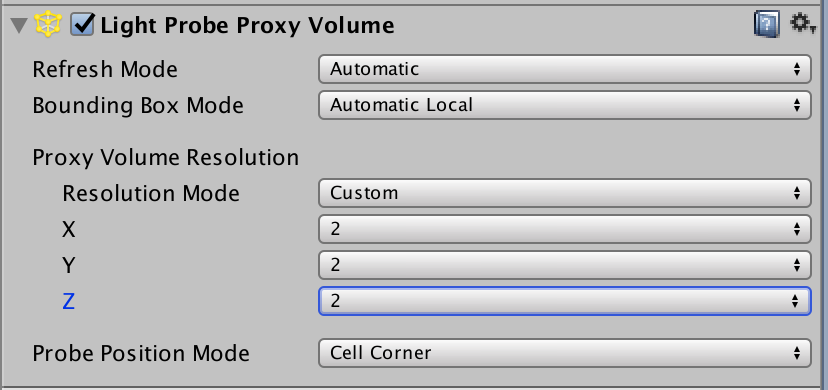 Light Probe Proxy Volume
Refresh Mode Automatic
Bounding Box Mode Automatic Local
Proxy Volume Resolution
Resolution Mode Custom
X 2
Y 2
Z 2
Probe Position Mode Cell Corner